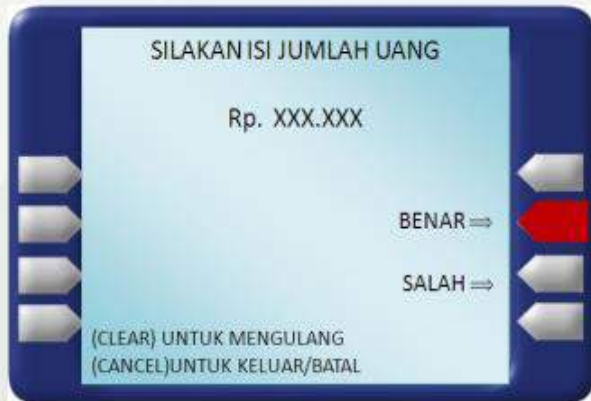 SILAKAN ISI JUMLAH UANG
Rp. XXX.XXX
BENAR ⇒
SALAH ⇒
(CLEAR) UNTUK MENGULANG
(CANCEL)UNTUK KELUAR/BATAL